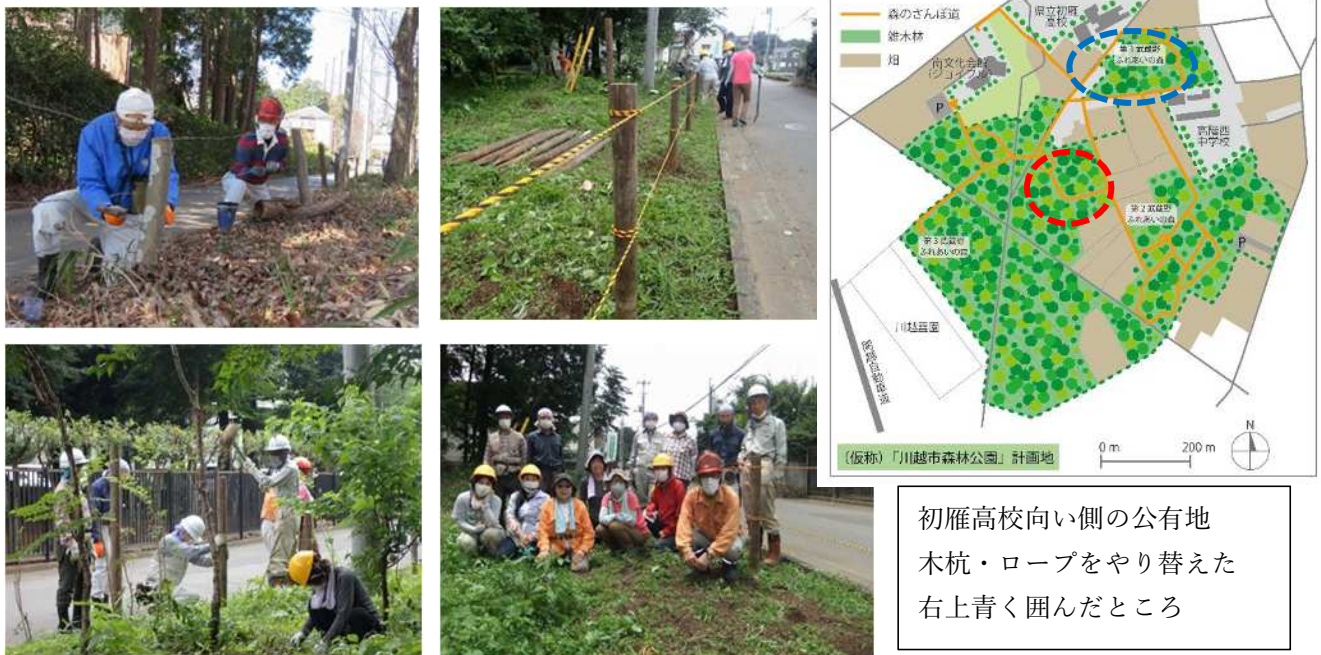 森のさんぽ道
雑木林
畑
県立初雁
高校
南文化会館
(ジョイフル)
P
第1武蔵野
ふれあいの森
高階西
中学校
第2武蔵野
ふれあいの森
P
第3武蔵野
ふれあいの森
川越霊園
関越自動車道
(仮称)「川越市森林公園」計画地
0 m
200 m
N
初雁高校向い側の公有地
木杭・ロープをやり替えた
右上青く囲んだところ